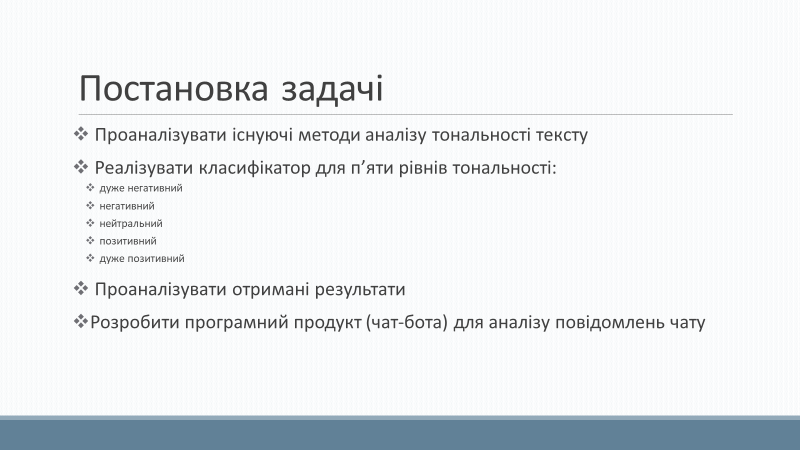 Постановка задачі
❖ Проаналізувати існуючі методи аналізу тональності тексту
❖ Реалізувати класифікатор для п’яти рівнів тональності:
❖ дуже негативний
❖ негативний
❖ нейтральний
❖ позитивний
❖ дуже позитивний
❖ Проаналізувати отримані результати
❖Розробити програмний продукт (чат-бота) для аналізу повідомлень чату